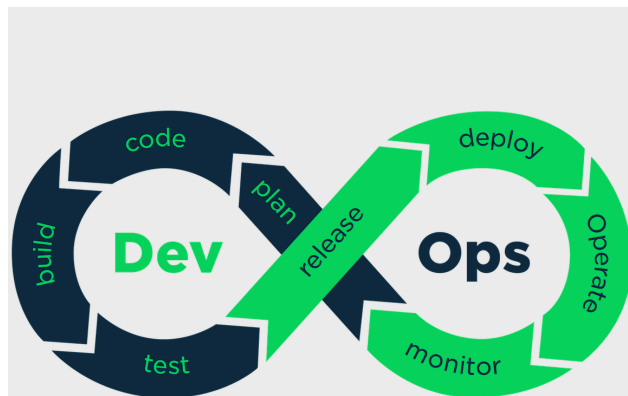 code
plan
build
Dev
test
release
deploy
Ops
Operate
monitor